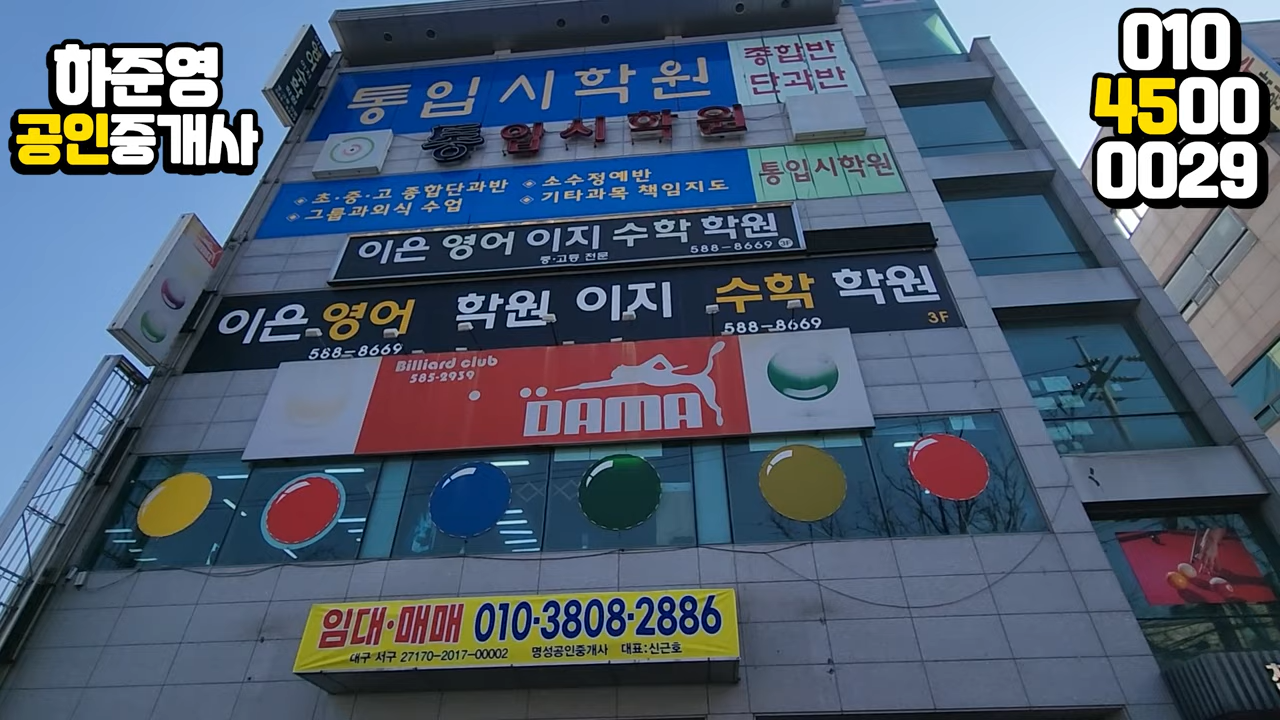 하준영
공인중개사
010
4500
0029
통입시학원
종합반
단과반
통입시학원
초·중·고 종합단과반
그룹과외식 수업
소수정예반
기타과목 책임지도
통입시학원
이은 영어 이지 수학 학원
중·고등 전문
588-8669 3F
이은 영어 학원 이지 수학 학원
588-8669
588-8669
3F
Billiard club
585-2939
DAMA
임대·매매 010-3808-2886
대구 서구 27170-2017-00002 명성공인중개사 대표:신근호